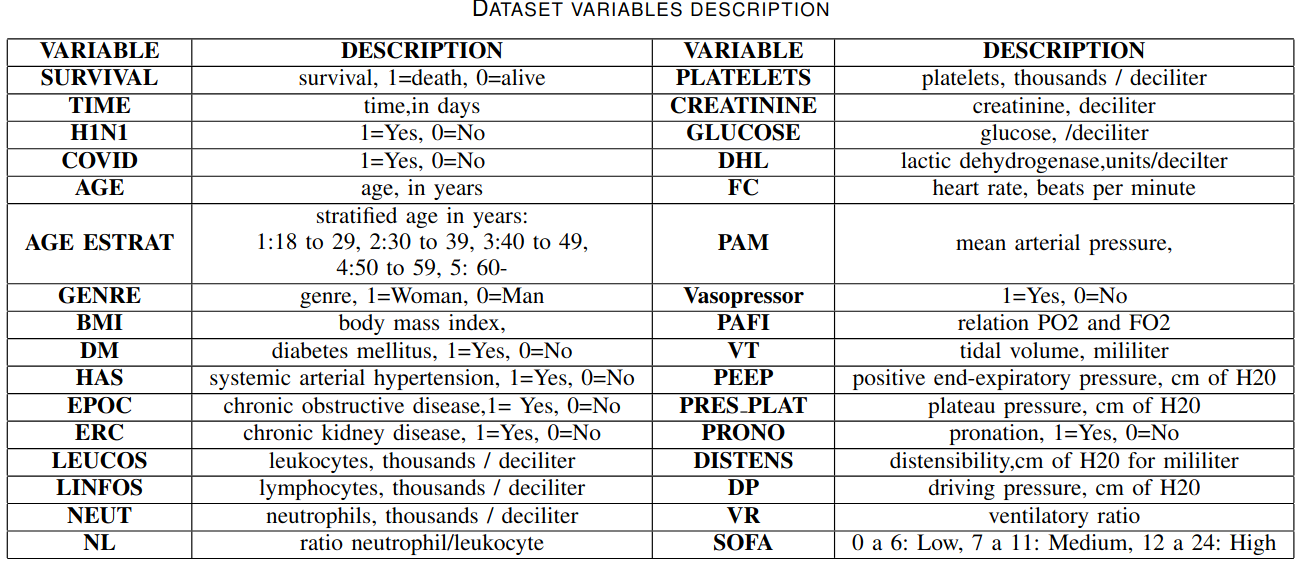 DATASET VARIABLES DESCRIPTION
VARIABLE DESCRIPTION VARIABLE DESCRIPTION
SURVIVAL survival, 1=death, 0=alive PLATELETS platelets, thousands / deciliter
TIME time,in days CREATININE creatinine, deciliter
H1N1 1=Yes, 0=No GLUCOSE glucose, /deciliter
COVID 1=Yes, 0=No DHL lactic dehydrogenase,units/decilter
AGE age, in years FC heart rate, beats per minute
stratified age in years:
AGE ESTRAT 1:18 to 29, 2:30 to 39, 3:40 to 49, PAM mean arterial pressure,
4:50 to 59, 5: 60-
GENRE genre, 1=Woman, 0=Man Vasopressor 1=Yes, 0=No
BMI body mass index, PAFI relation PO2 and FO2
DM diabetes mellitus, 1=Yes, 0=No VT tidal volume, mililiter
HAS systemic arterial hypertension, 1=Yes, 0=No PEEP positive end-expiratory pressure, cm of H20
EPOC chronic obstructive disease,1= Yes, 0=No PRES_PLAT plateau pressure, cm of H20
ERC chronic kidney disease, 1=Yes, 0=No PRONO pronation, 1=Yes, 0=No
LEUCOS leukocytes, thousands / deciliter DISTENS distensibility,cm of H20 for mililiter
LINFOS lymphocytes, thousands / deciliter DP driving pressure, cm of H20
NEUT neutrophils, thousands / deciliter VR ventilatory ratio
NL ratio neutrophil/leukocyte SOFA 0 a 6: Low, 7 a 11: Medium, 12 a 24: High